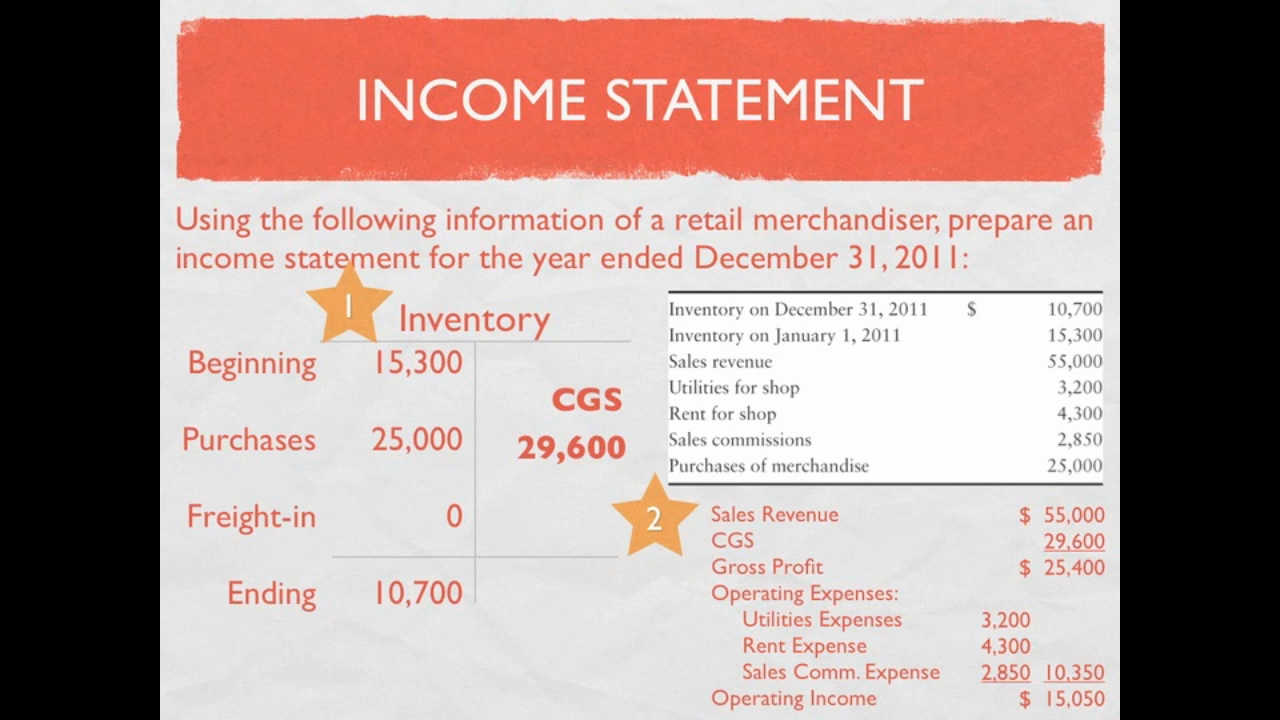 INCOME STATEMENT
Using the following information of a retail merchandiser, prepare an
income statement for the year ended December 31, 2011:
1
Inventory
Beginning 15,300
CGS
Purchases 25,000
29,600
Freight-in 0
Ending 10,700
Inventory on December 31, 2011 $ 10,700
Inventory on January 1, 2011 15,300
Sales revenue 55,000
Utilities for shop 3,200
Rent for shop 4,300
Sales commissions 2,850
Purchases of merchandise 25,000
2
Sales Revenue $ 55,000
CGS 29,600
Gross Profit $ 25,400
Operating Expenses:
Utilities Expenses 3,200
Rent Expense 4,300
Sales Comm. Expense 2,850 10,350
Operating Income $ 15,050